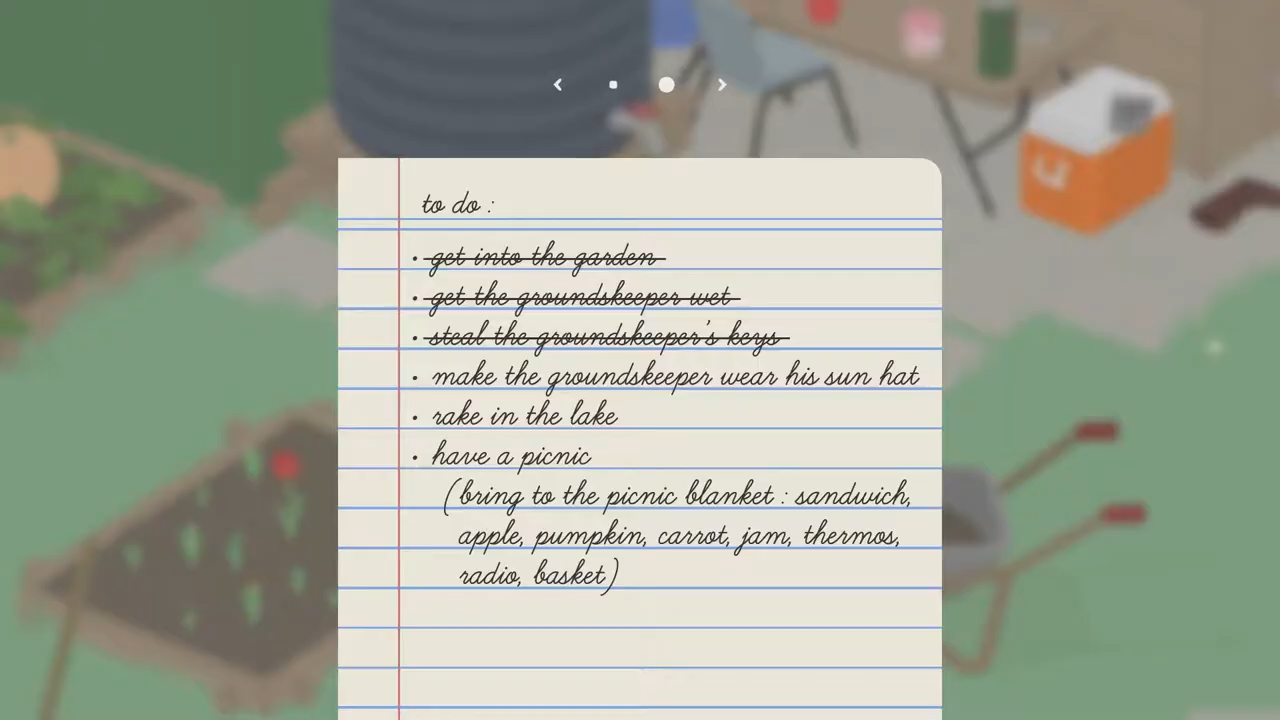 to do :
• get into the garden
• get the groundskeeper wet
• steal the groundskeeper's keys
• make the groundskeeper wear his sun hat
• rake in the lake
• have a picnic
(bring to the picnic blanket : sandwich,
apple, pumpkin, carrot, jam, thermos,
radio, basket)